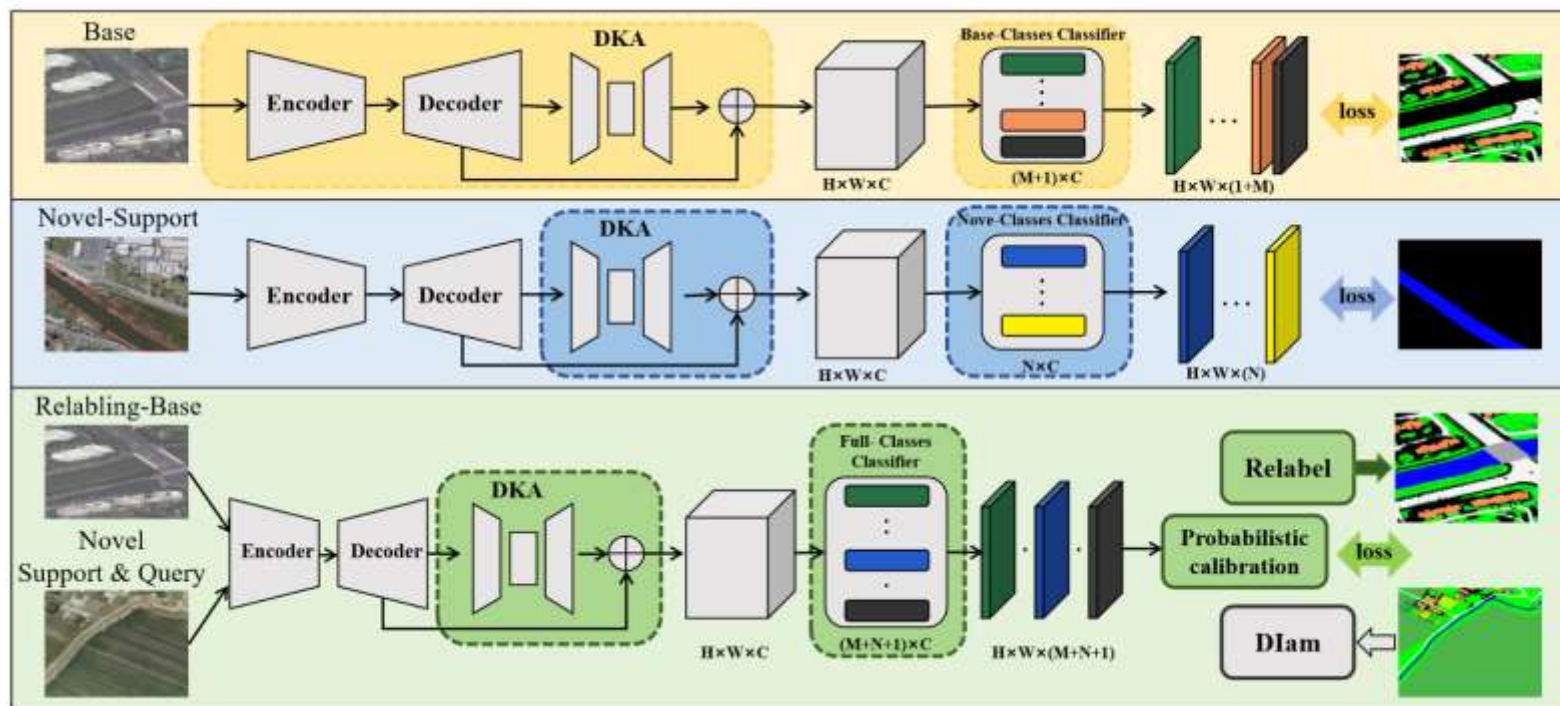 Base
DKA
Base-Classes Classifier
Encoder
Decoder
loss
H×W×C
(M+1)×C
H×W×(1+M)
Novel-Support
DKA
Nove-Classes Classifier
Encoder
Decoder
loss
H×W×C
N×C
H×W×(N)
Relabling-Base
Full- Classes
Classifier
DKA
Relabel
Novel
Support & Query
Encoder
Decoder
Probabilistic
calibration
loss
DIam
H×W×C
(M+N+1)×C
H×W×(M+N+1)